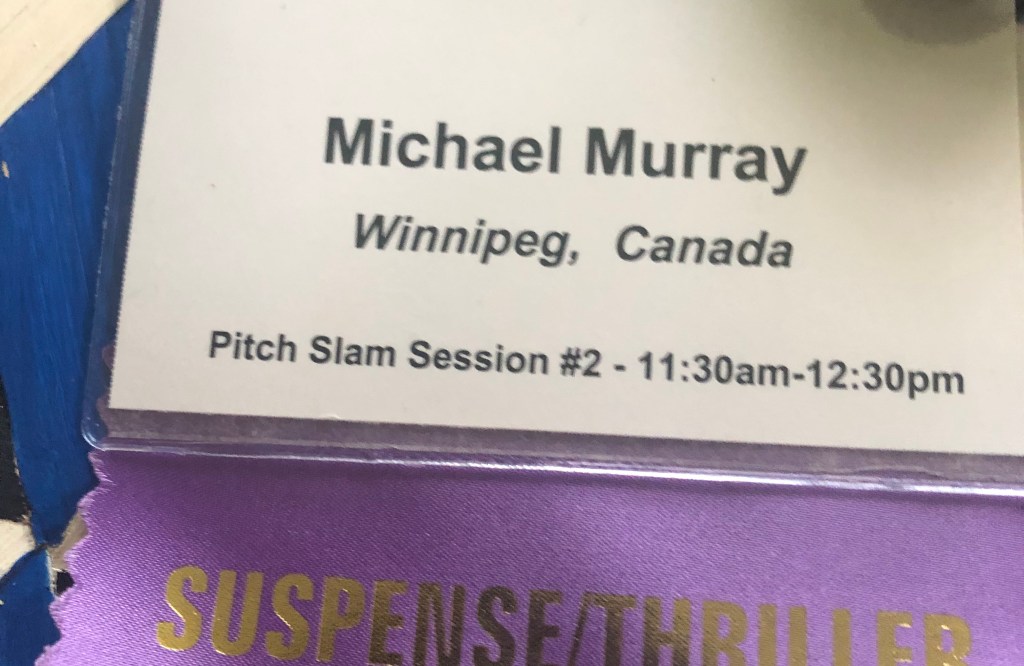 Michael Murray
Winnipeg, Canada
Pitch Slam Session #2 - 11:30am-12:30pm
SUSPENSE/THRILLER